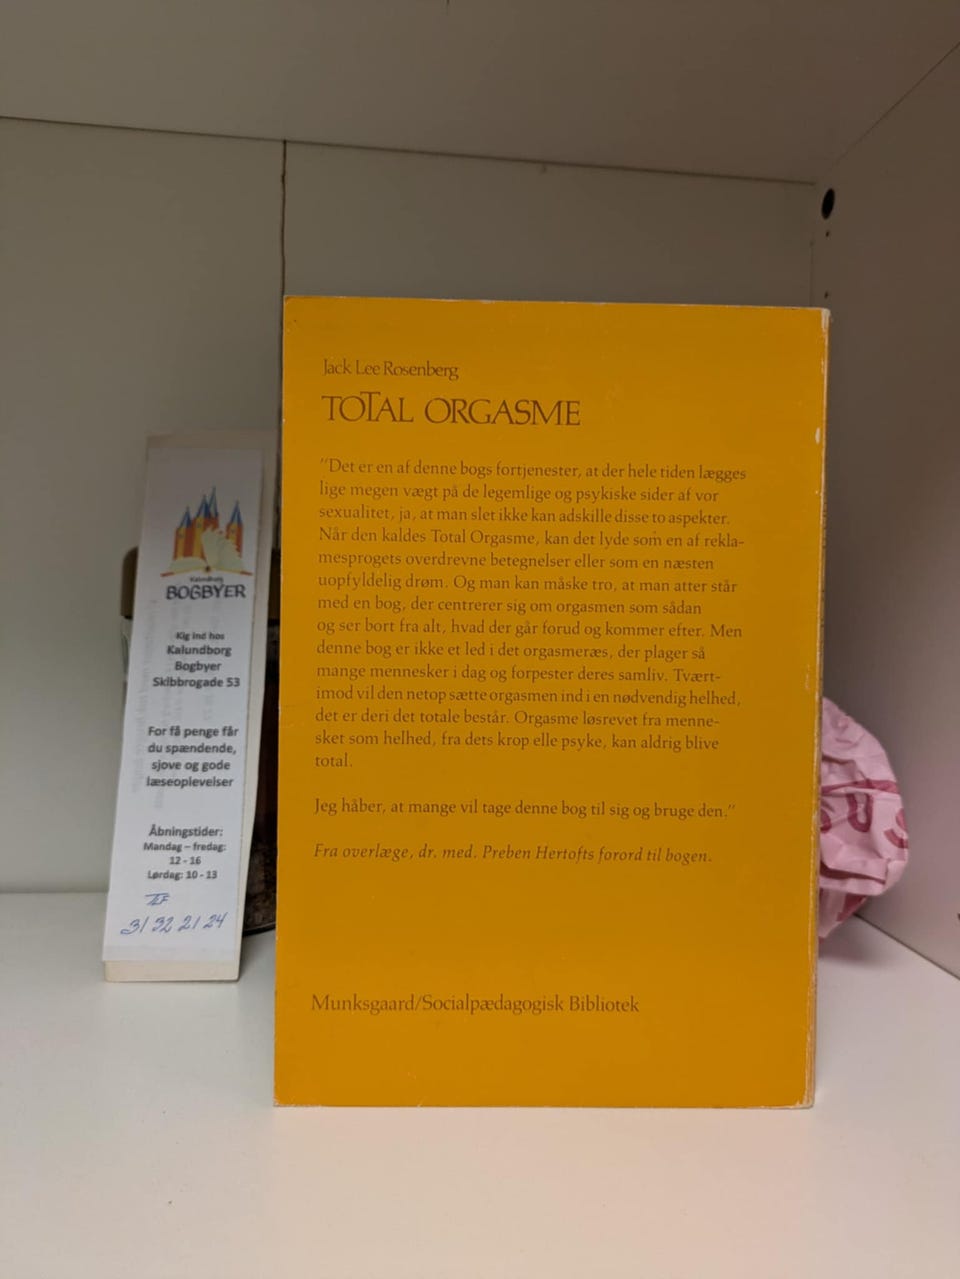 Jack Lee Rosenberg
TOTAL ORGASME
"Det er en af denne bogs fortjenester, at der hele tiden lægges
lige megen vægt på de legemlige og psykiske sider af vor
sexualitet, ja, at man slet ikke kan adskille disse to aspekter.
Når den kaldes Total Orgasme, kan det lyde som en af rekla-
mesprogets overdrevne betegnelser eller som en næsten
uopfyldelig drøm. Og man kan måske tro, at man atter står
med en bog, der centrerer sig om orgasmen som sådan
og ser bort fra alt, hvad der går forud og kommer efter. Men
denne bog er ikke et led i det orgasmeræs, der plager så
mange mennesker i dag og forpester deres samliv. Tvært-
imod vil den netop sætte orgasmen ind i en nødvendig helhed,
det er deri det totale består. Orgasme løsrevet fra menne-
sket som helhed, fra dets krop elle psyke, kan aldrig blive
total.
Jeg håber, at mange vil tage denne bog til sig og bruge den."
Fra overlæge, dr. med. Preben Hertofts forord til bogen.
Munksgaard/Socialpædagogisk Bibliotek
Kalundborg
BOGBYER
Kig ind hos
Kalundborg
Bogbyer
Skibbrogade 53
For få penge får
du spændende,
sjove og gode
læseoplevelser
Åbningstider:
Mandag – fredag:
12 - 16
Lørdag: 10 - 13
TLF
31 32 21 24